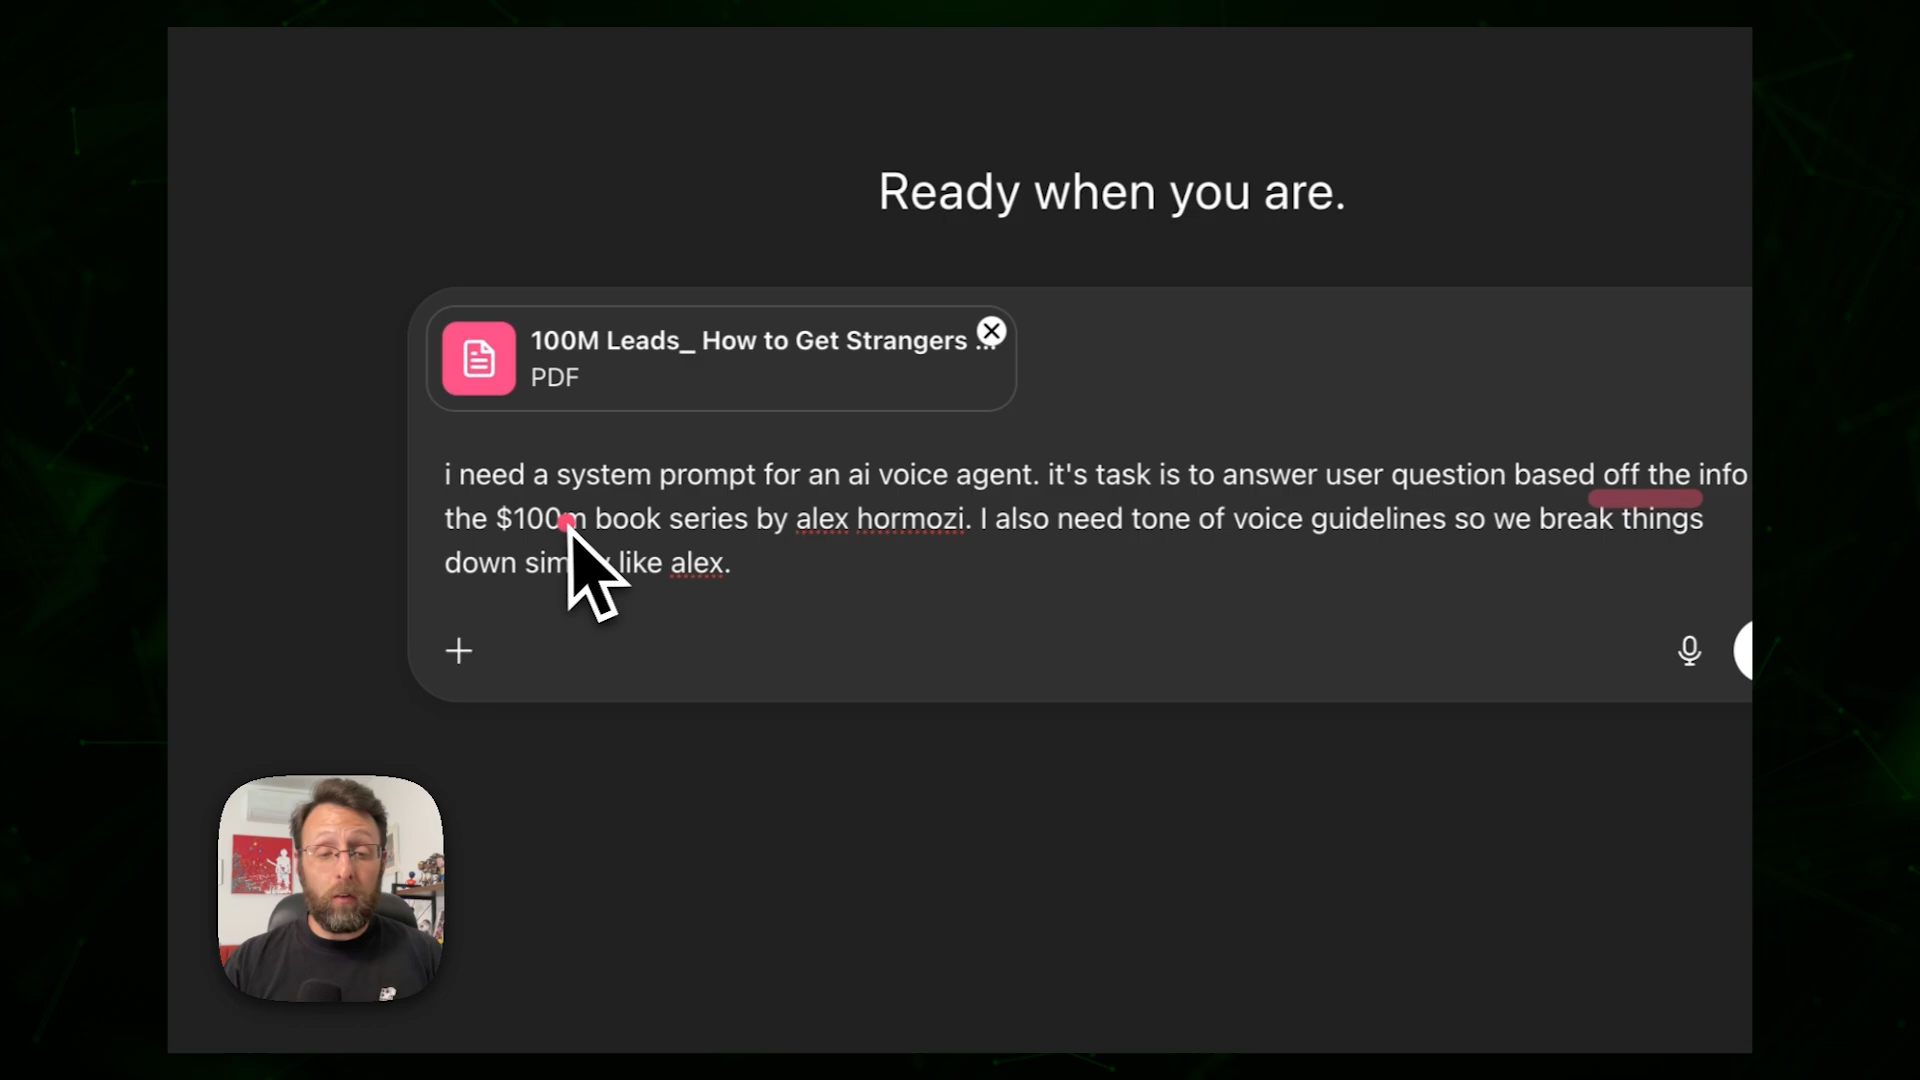 Ready when you are.
100M Leads_ How to Get Strangers ...
PDF
i need a system prompt for an ai voice agent. it's task is to answer user question based off the info
the $100m book series by alex hormozi. I also need tone of voice guidelines so we break things
down like alex.